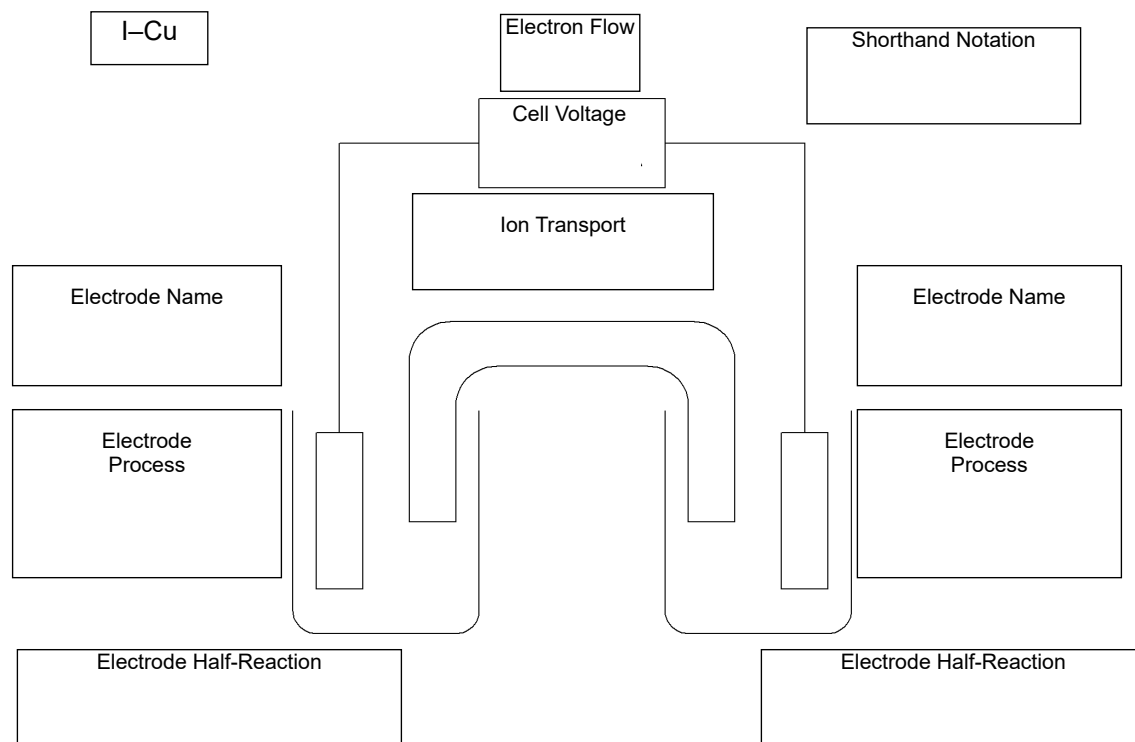 I–Cu
Electron Flow
Shorthand Notation
Cell Voltage
Ion Transport
Electrode Name
Electrode Name
Electrode
Process
Electrode
Process
Electrode Half-Reaction
Electrode Half-Reaction